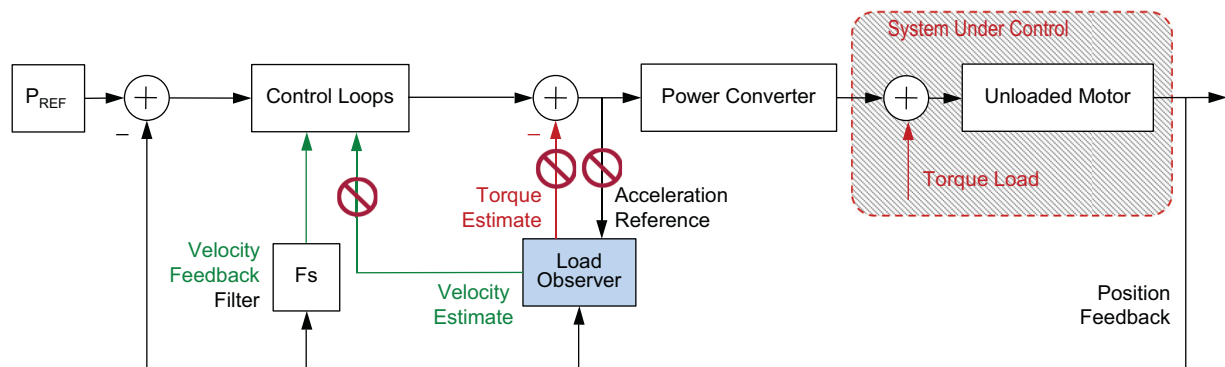 System Under Control
P_REF
Control Loops
Power Converter
Unloaded Motor
–
–
Torque Load
Torque
Estimate
Acceleration
Reference
Velocity
Feedback
Filter
Fs
Load
Observer
Velocity
Estimate
Position
Feedback